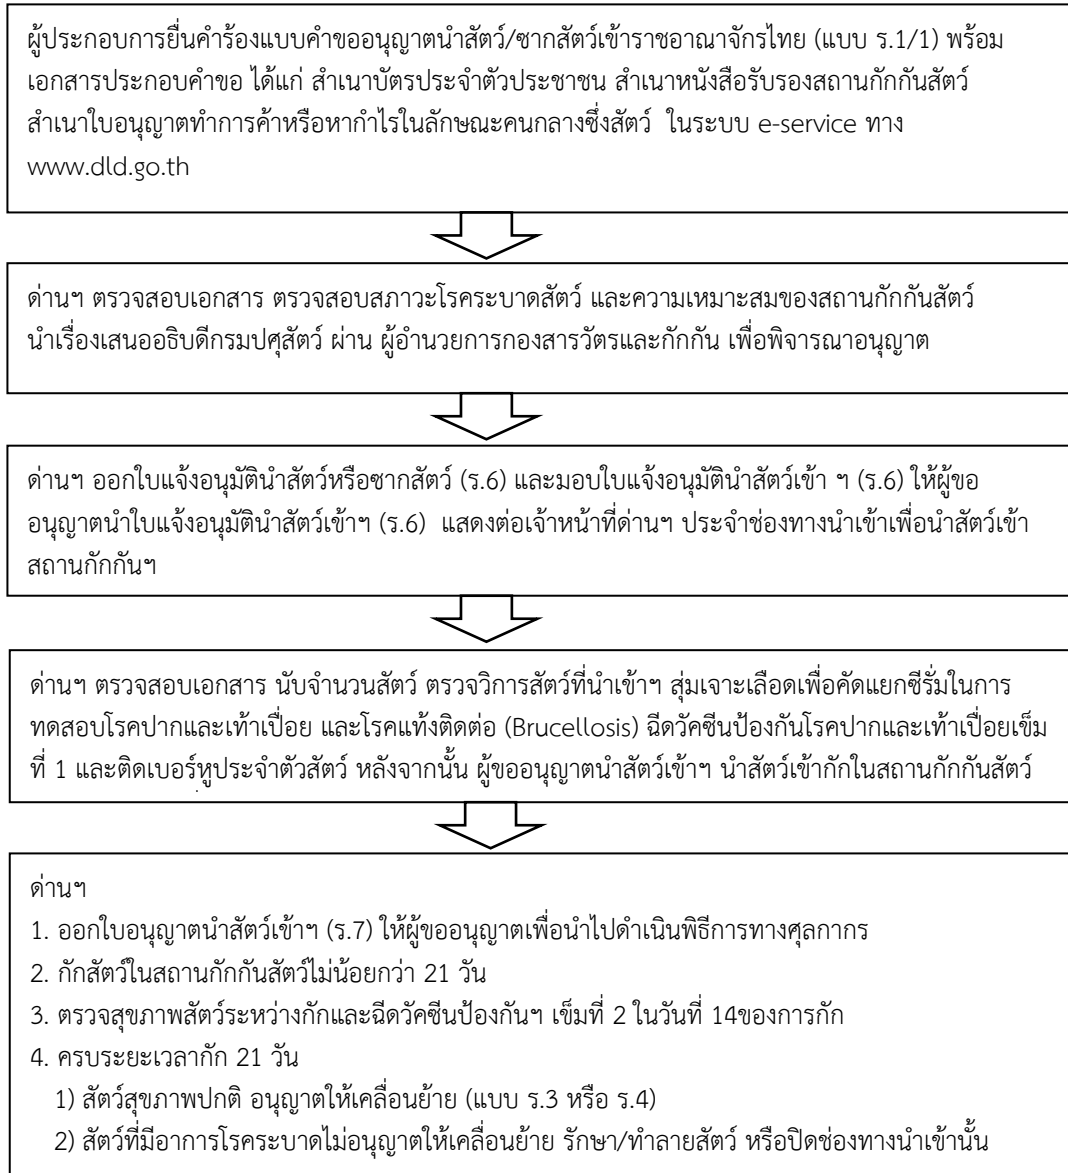 ผู้ประกอบการยื่นคำร้องแบบคำขออนุญาตนำสัตว์/ซากสัตว์เข้าราชอาณาจักรไทย (แบบ ร.1/1) พร้อม
เอกสารประกอบคำขอ ได้แก่ สำเนาบัตรประจำตัวประชาชน สำเนาหนังสือรับรองสถานกักกันสัตว์
สำเนาใบอนุญาตทำการค้าหรือหากำไรในลักษณะคนกลางซึ่งสัตว์ ในระบบ e-service ทาง
www.dld.go.th
ด่านฯ ตรวจสอบเอกสาร ตรวจสอบสภาวะโรคระบาดสัตว์ และความเหมาะสมของสถานกักกันสัตว์
นำเรื่องเสนออธิบดีกรมปศุสัตว์ ผ่าน ผู้อำนวยการกองสารวัตรและกักกัน เพื่อพิจารณาอนุญาต
ด่านฯ ออกใบแจ้งอนุมัตินำสัตว์หรือซากสัตว์ (ร.6) และมอบใบแจ้งอนุมัตินำสัตว์เข้า ฯ (ร.6) ให้ผู้ขอ
อนุญาตนำใบแจ้งอนุมัตินำสัตว์เข้าฯ (ร.6) แสดงต่อเจ้าหน้าที่ด่านฯ ประจำช่องทางนำเข้าเพื่อนำสัตว์เข้า
สถานกักกันฯ
ด่านฯ ตรวจสอบเอกสาร นับจำนวนสัตว์ ตรวจวิการสัตว์ที่นำเข้าฯ สุ่มเจาะเลือดเพื่อคัดแยกซีรั่มในการ
ทดสอบโรคปากและเท้าเปื่อย และโรคแท้งติดต่อ (Brucellosis) ฉีดวัคซีนป้องกันโรคปากและเท้าเปื่อยเข็ม
ที่ 1 และติดเบอร์หูประจำตัวสัตว์ หลังจากนั้น ผู้ขออนุญาตนำสัตว์เข้าฯ นำสัตว์เข้ากักในสถานกักกันสัตว์
ด่านฯ
1. ออกใบอนุญาตนำสัตว์เข้าฯ (ร.7) ให้ผู้ขออนุญาตเพื่อนำไปดำเนินพิธีการทางศุลกากร
2. กักสัตว์ในสถานกักกันสัตว์ไม่น้อยกว่า 21 วัน
3. ตรวจสุขภาพสัตว์ระหว่างกักและฉีดวัคซีนป้องกันฯ เข็มที่ 2 ในวันที่ 14ของการกัก
4. ครบระยะเวลากัก 21 วัน
1) สัตว์สุขภาพปกติ อนุญาตให้เคลื่อนย้าย (แบบ ร.3 หรือ ร.4)
2) สัตว์ที่มีอาการโรคระบาดไม่อนุญาตให้เคลื่อนย้าย รักษา/ทำลายสัตว์ หรือปิดช่องทางนำเข้านั้น